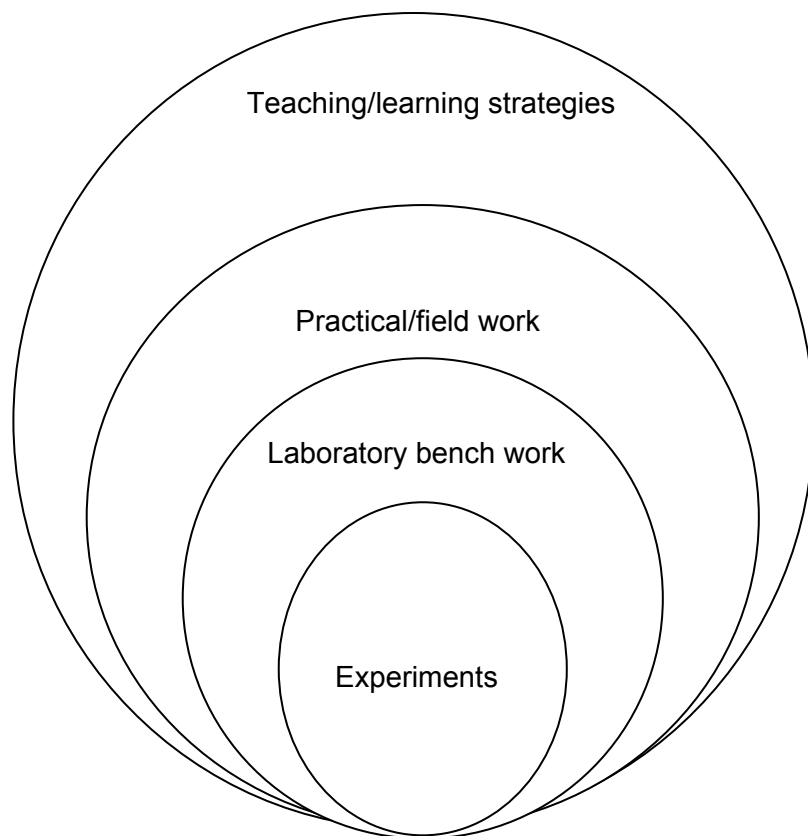 Teaching/learning strategies
Practical/field work
Laboratory bench work
Experiments